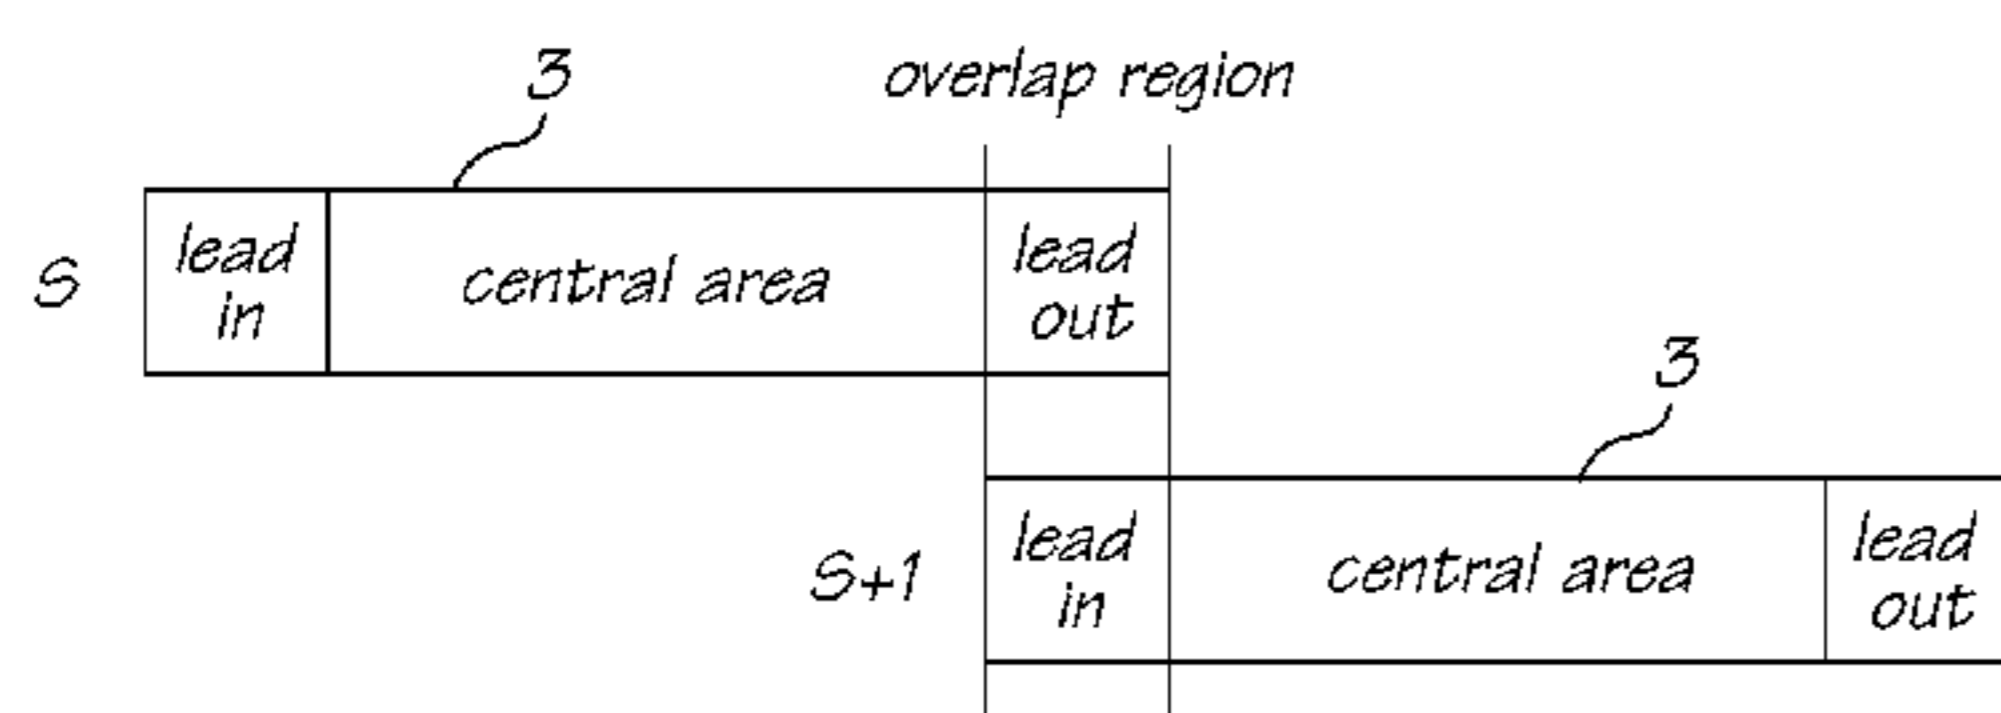 3
overlap region
S
lead
in
central area
lead
out
3
S+1
lead
in
central area
lead
out